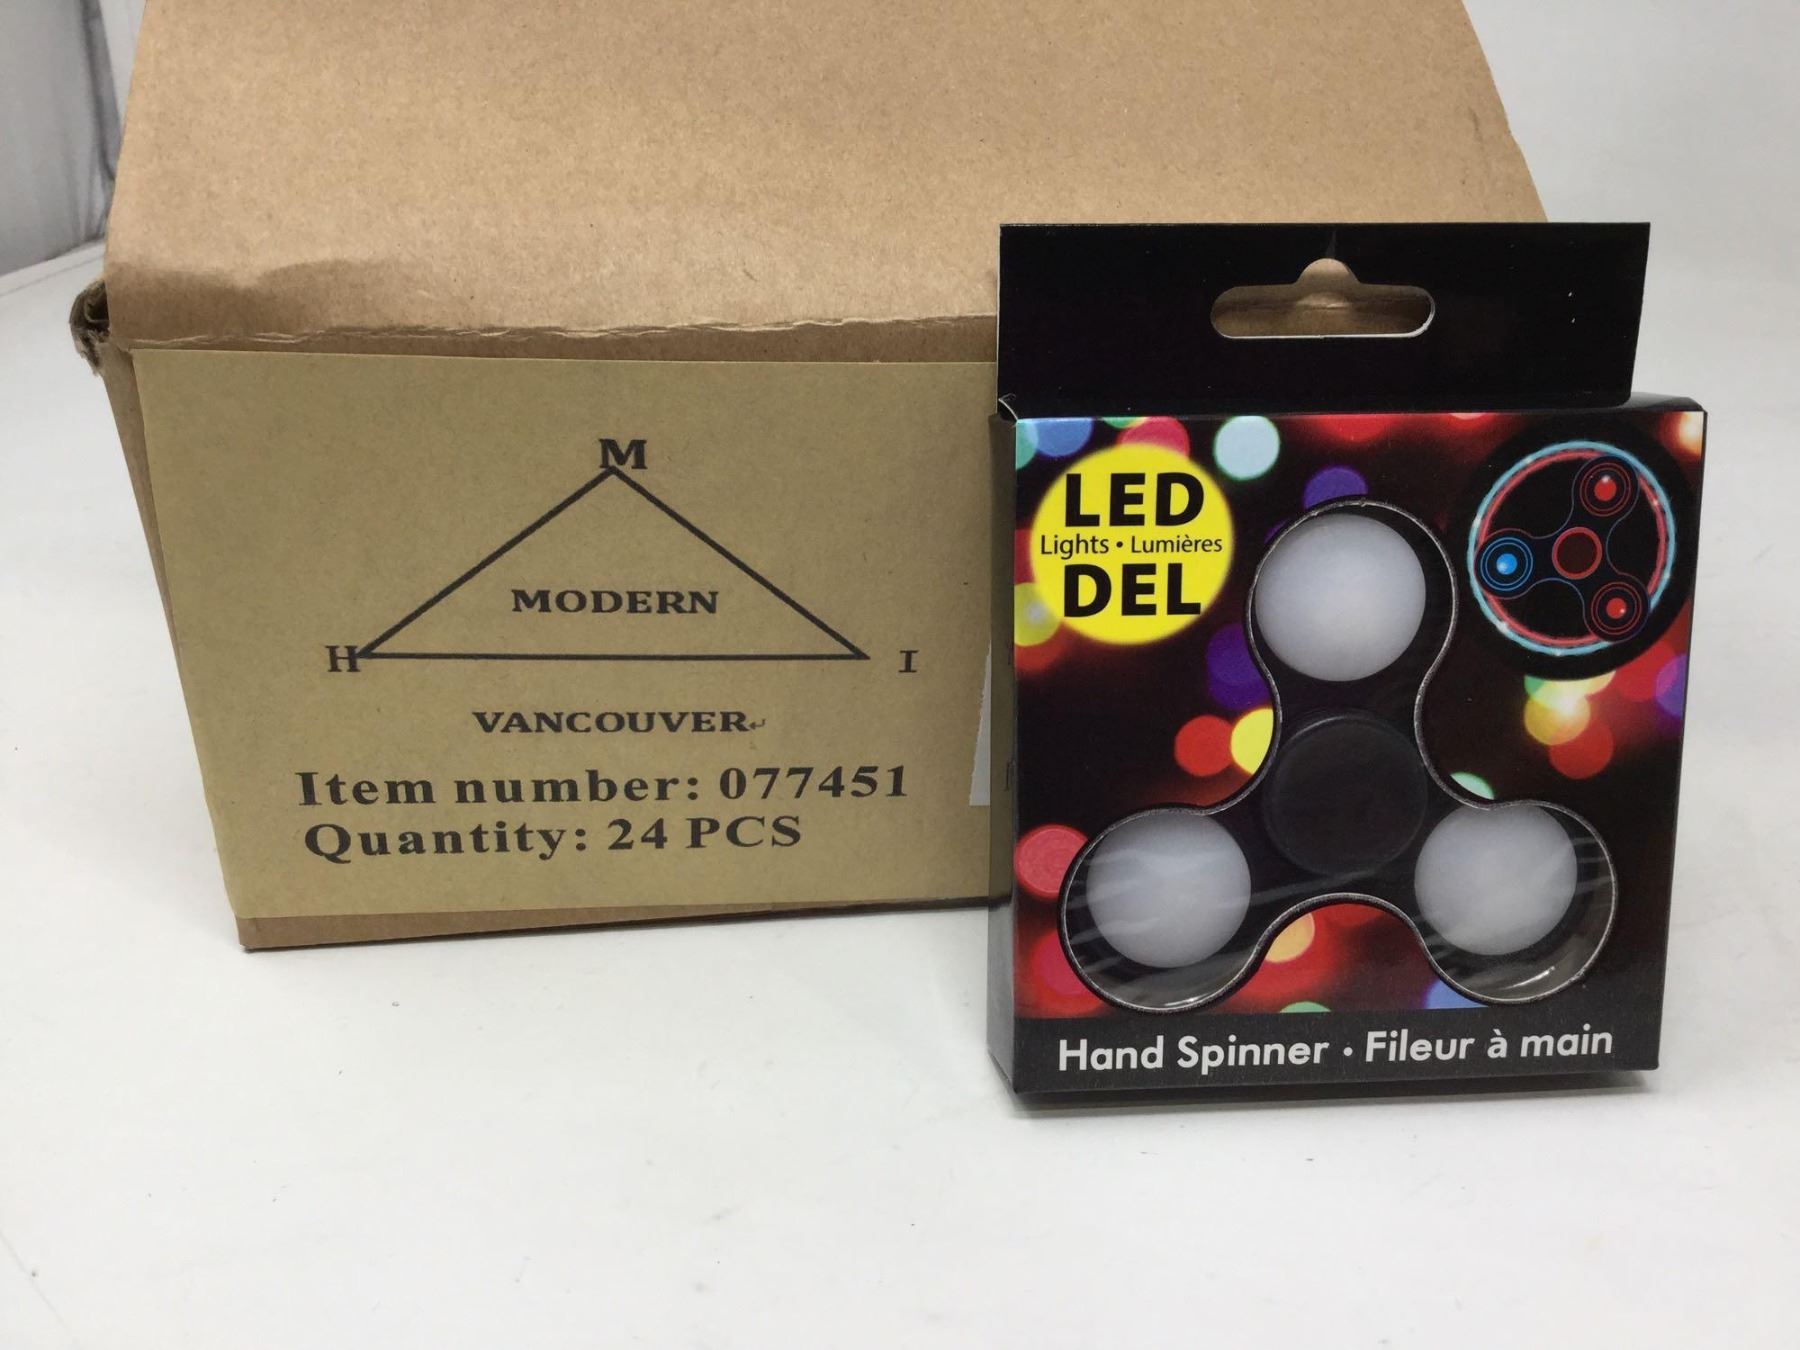 M
MODERN
H I
VANCOUVER
Item number: 077451
Quantity: 24 PCS
LED
Lights • Lumières
DEL
Hand Spinner • Fileur à main